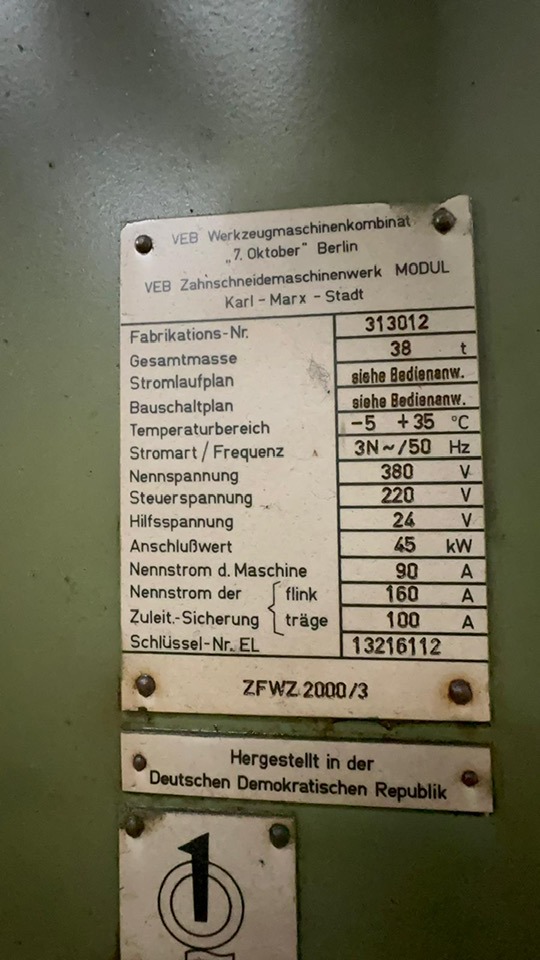 VEB Werkzeugmaschinenkombinat
„7. Oktober" Berlin
VEB Zahnschneidemaschinenwerk MODUL
Karl-Marx-Stadt
Fabrikations-Nr. 313012
Gesamtmasse 38 t
Stromlaufplan siehe Bedienanw.
Bauschaltplan siehe Bedienanw.
Temperaturbereich -5 +35 °C
Stromart/Frequenz 3N~/50 Hz
Nennspannung 380 V
Steuerspannung 220 V
Hilfsspannung 24 V
Anschlußwert 45 kW
Nennstrom d. Maschine 90 A
Nennstrom der flink 160 A
Zuleit.-Sicherung träge 100 A
Schlüssel-Nr. EL 13216112
ZFWZ 2000/3
Hergestellt in der
Deutschen Demokratischen Republik
1